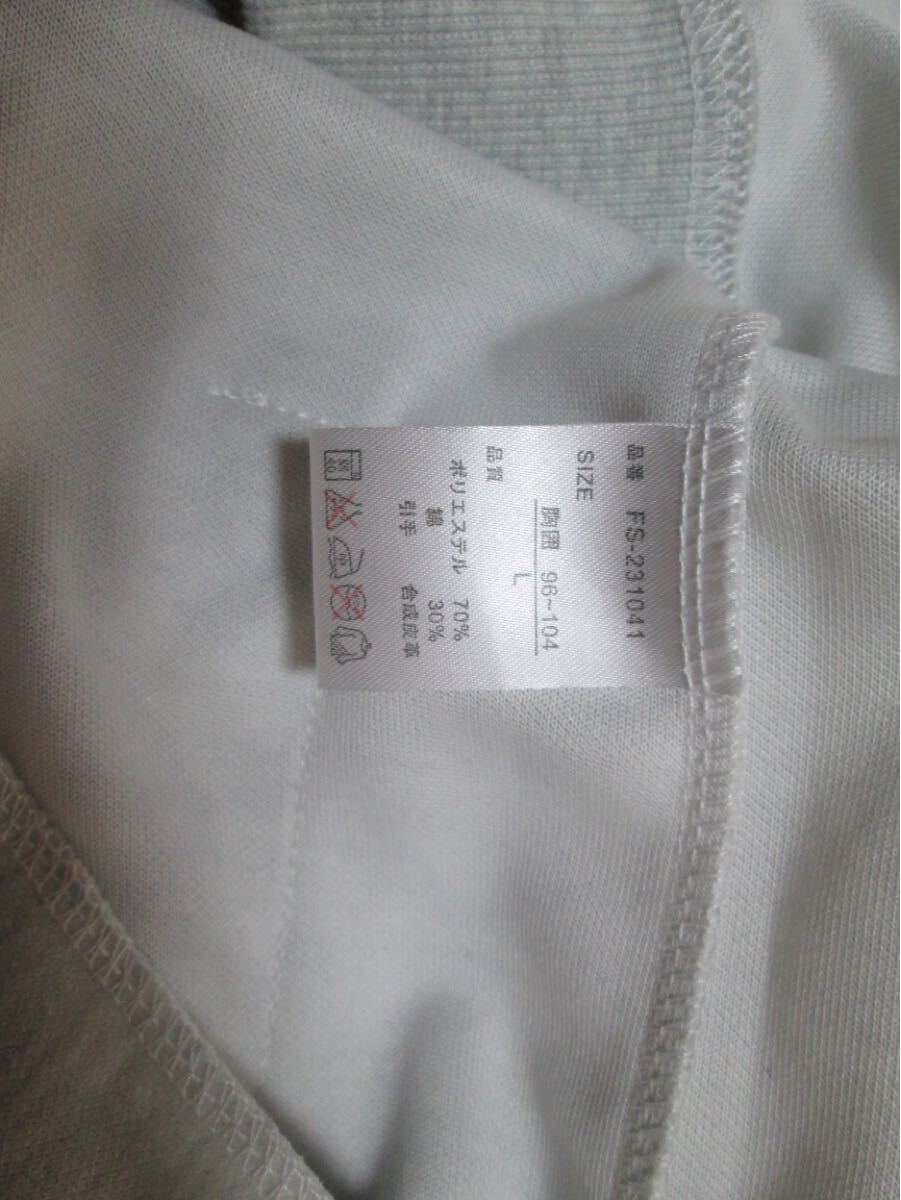 品番 FS-231041
SIZE
胸囲 96~104
L
品質
ポリエステル 70%
綿 30%
引手 合成皮革
中